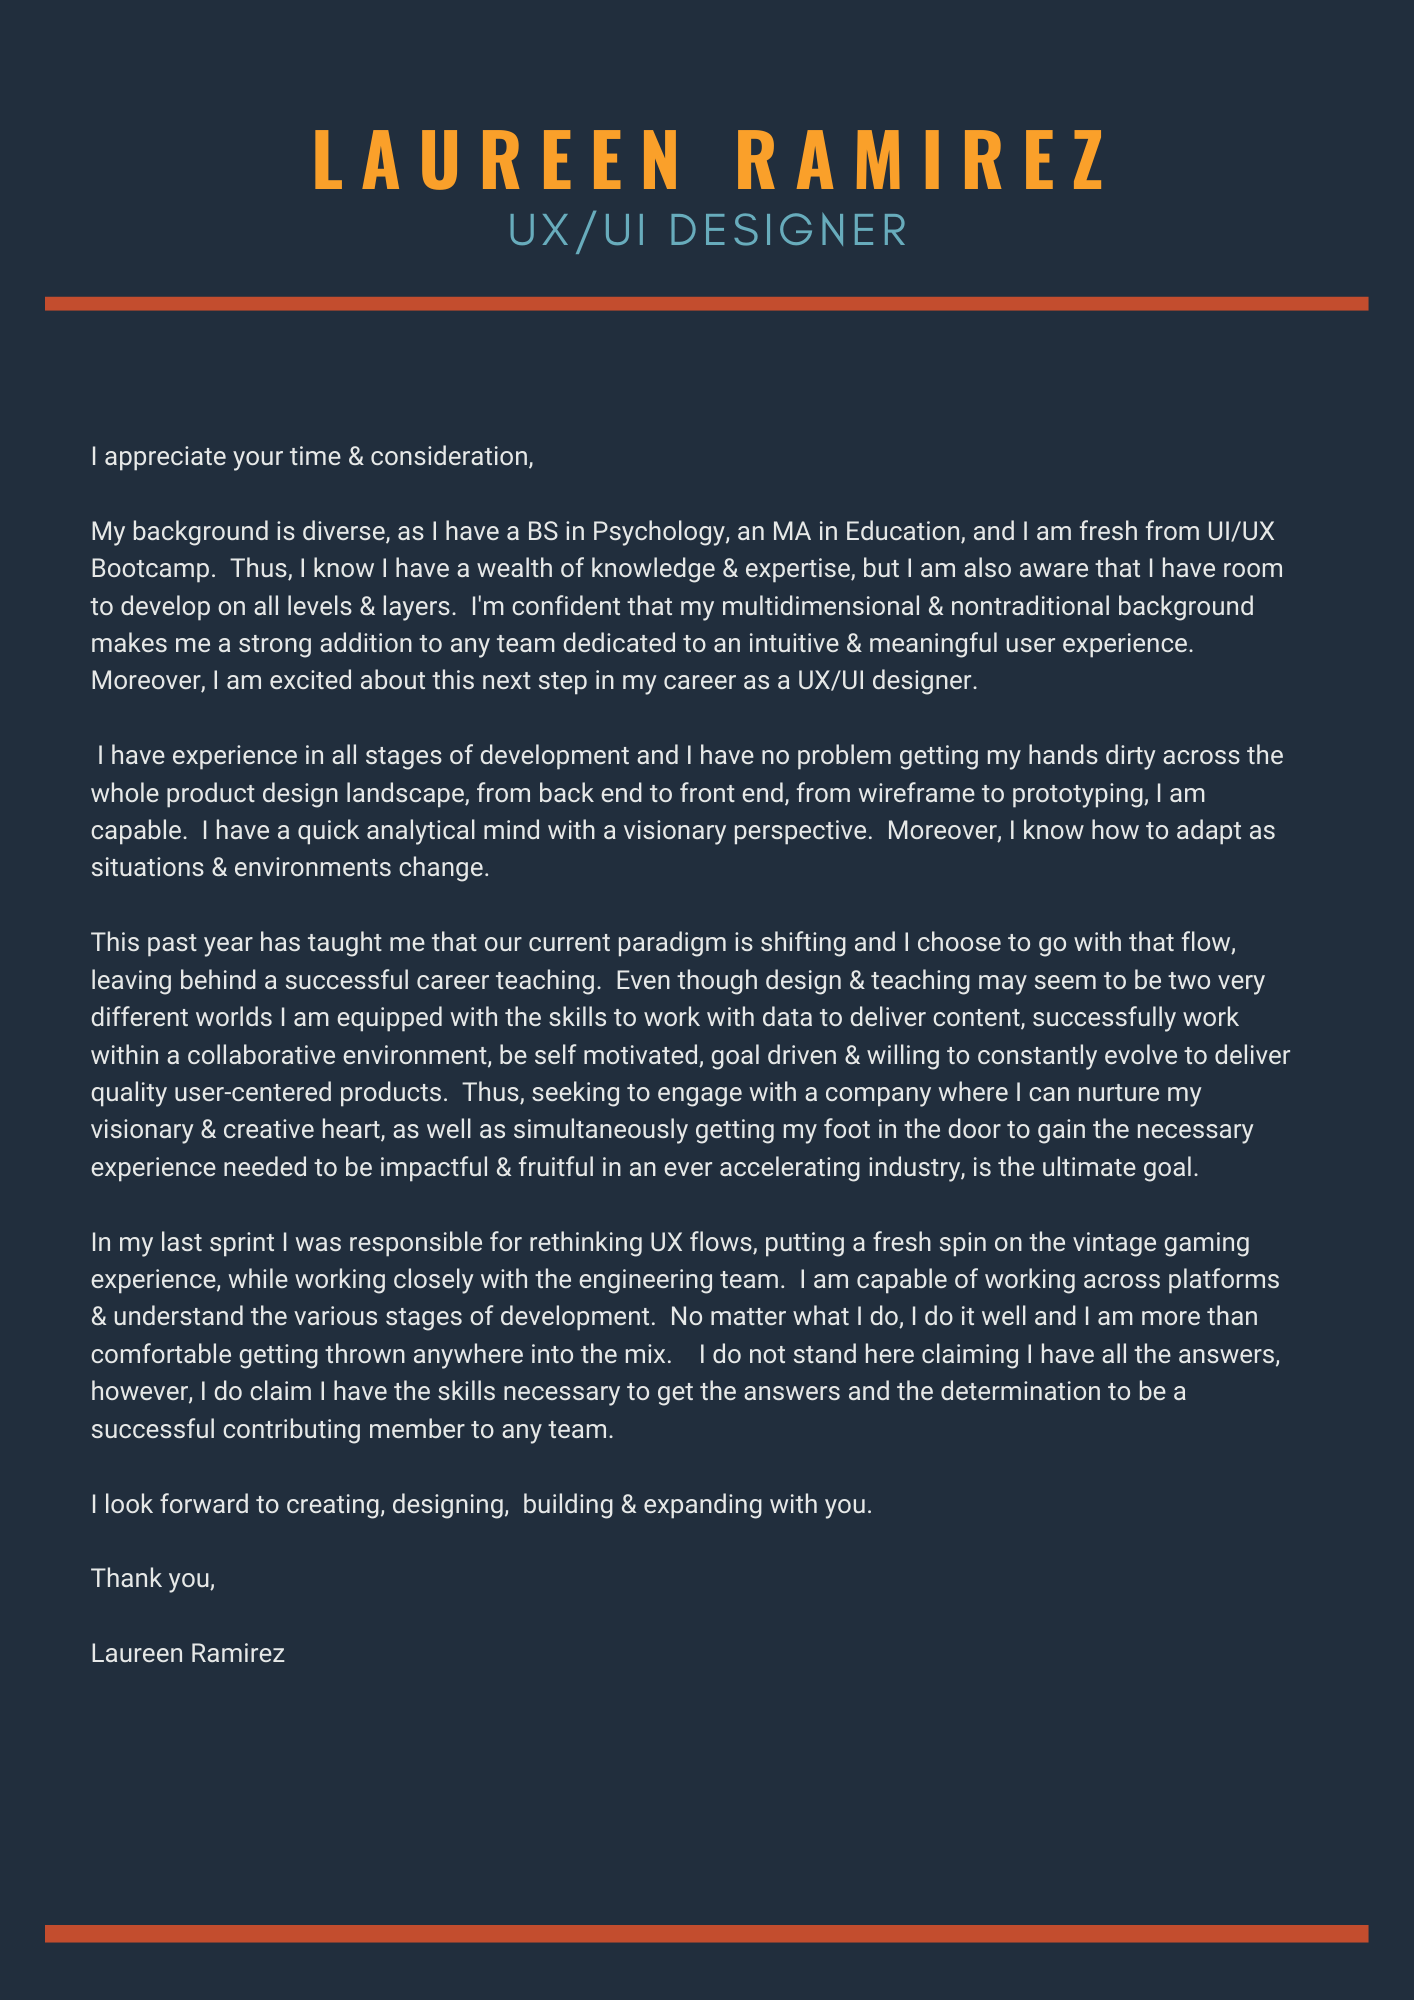 LAUREEN RAMIREZ
UX/UI DESIGNER
I appreciate your time & consideration,
My background is diverse, as I have a BS in Psychology, an MA in Education, and I am fresh from UI/UX
Bootcamp.  Thus, I know I have a wealth of knowledge & expertise, but I am also aware that I have room
to develop on all levels & layers.  I'm confident that my multidimensional & nontraditional background
makes me a strong addition to any team dedicated to an intuitive & meaningful user experience.
Moreover, I am excited about this next step in my career as a UX/UI designer.
I have experience in all stages of development and I have no problem getting my hands dirty across the
whole product design landscape, from back end to front end, from wireframe to prototyping, I am
capable.  I have a quick analytical mind with a visionary perspective.  Moreover, I know how to adapt as
situations & environments change.
This past year has taught me that our current paradigm is shifting and I choose to go with that flow,
leaving behind a successful career teaching.  Even though design & teaching may seem to be two very
different worlds I am equipped with the skills to work with data to deliver content, successfully work
within a collaborative environment, be self motivated, goal driven & willing to constantly evolve to deliver
quality user-centered products.  Thus, seeking to engage with a company where I can nurture my
visionary & creative heart, as well as simultaneously getting my foot in the door to gain the necessary
experience needed to be impactful & fruitful in an ever accelerating industry, is the ultimate goal.
In my last sprint I was responsible for rethinking UX flows, putting a fresh spin on the vintage gaming
experience, while working closely with the engineering team.  I am capable of working across platforms
& understand the various stages of development.  No matter what I do, I do it well and I am more than
comfortable getting thrown anywhere into the mix.    I do not stand here claiming I have all the answers,
however, I do claim I have the skills necessary to get the answers and the determination to be a
successful contributing member to any team.
I look forward to creating, designing,  building & expanding with you.
Thank you,
Laureen Ramirez